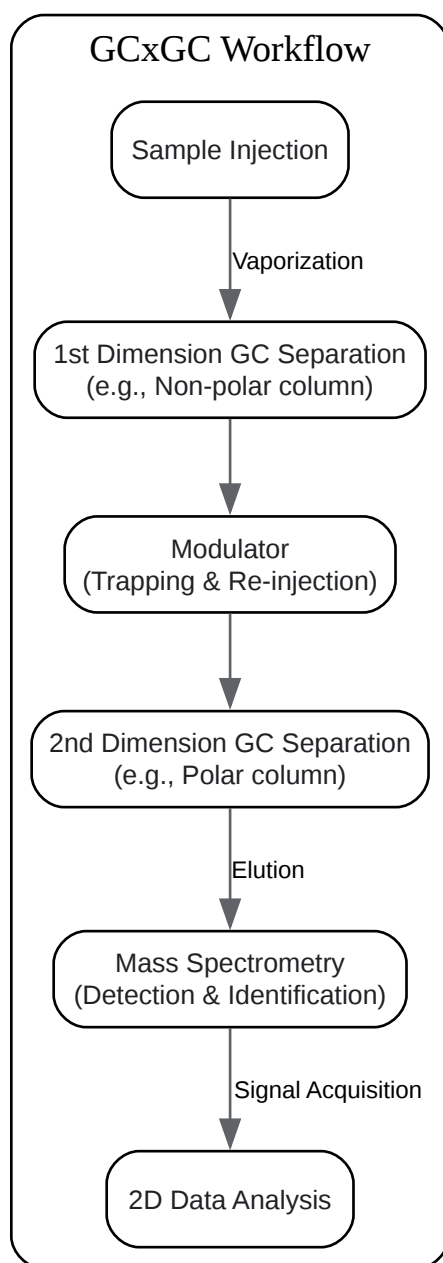 GCxGC Workflow
Sample Injection
Vaporization
1st Dimension GC Separation
(e.g., Non-polar column)
Modulator
(Trapping & Re-injection)
2nd Dimension GC Separation
(e.g., Polar column)
Elution
Mass Spectrometry
(Detection & Identification)
Signal Acquisition
2D Data Analysis